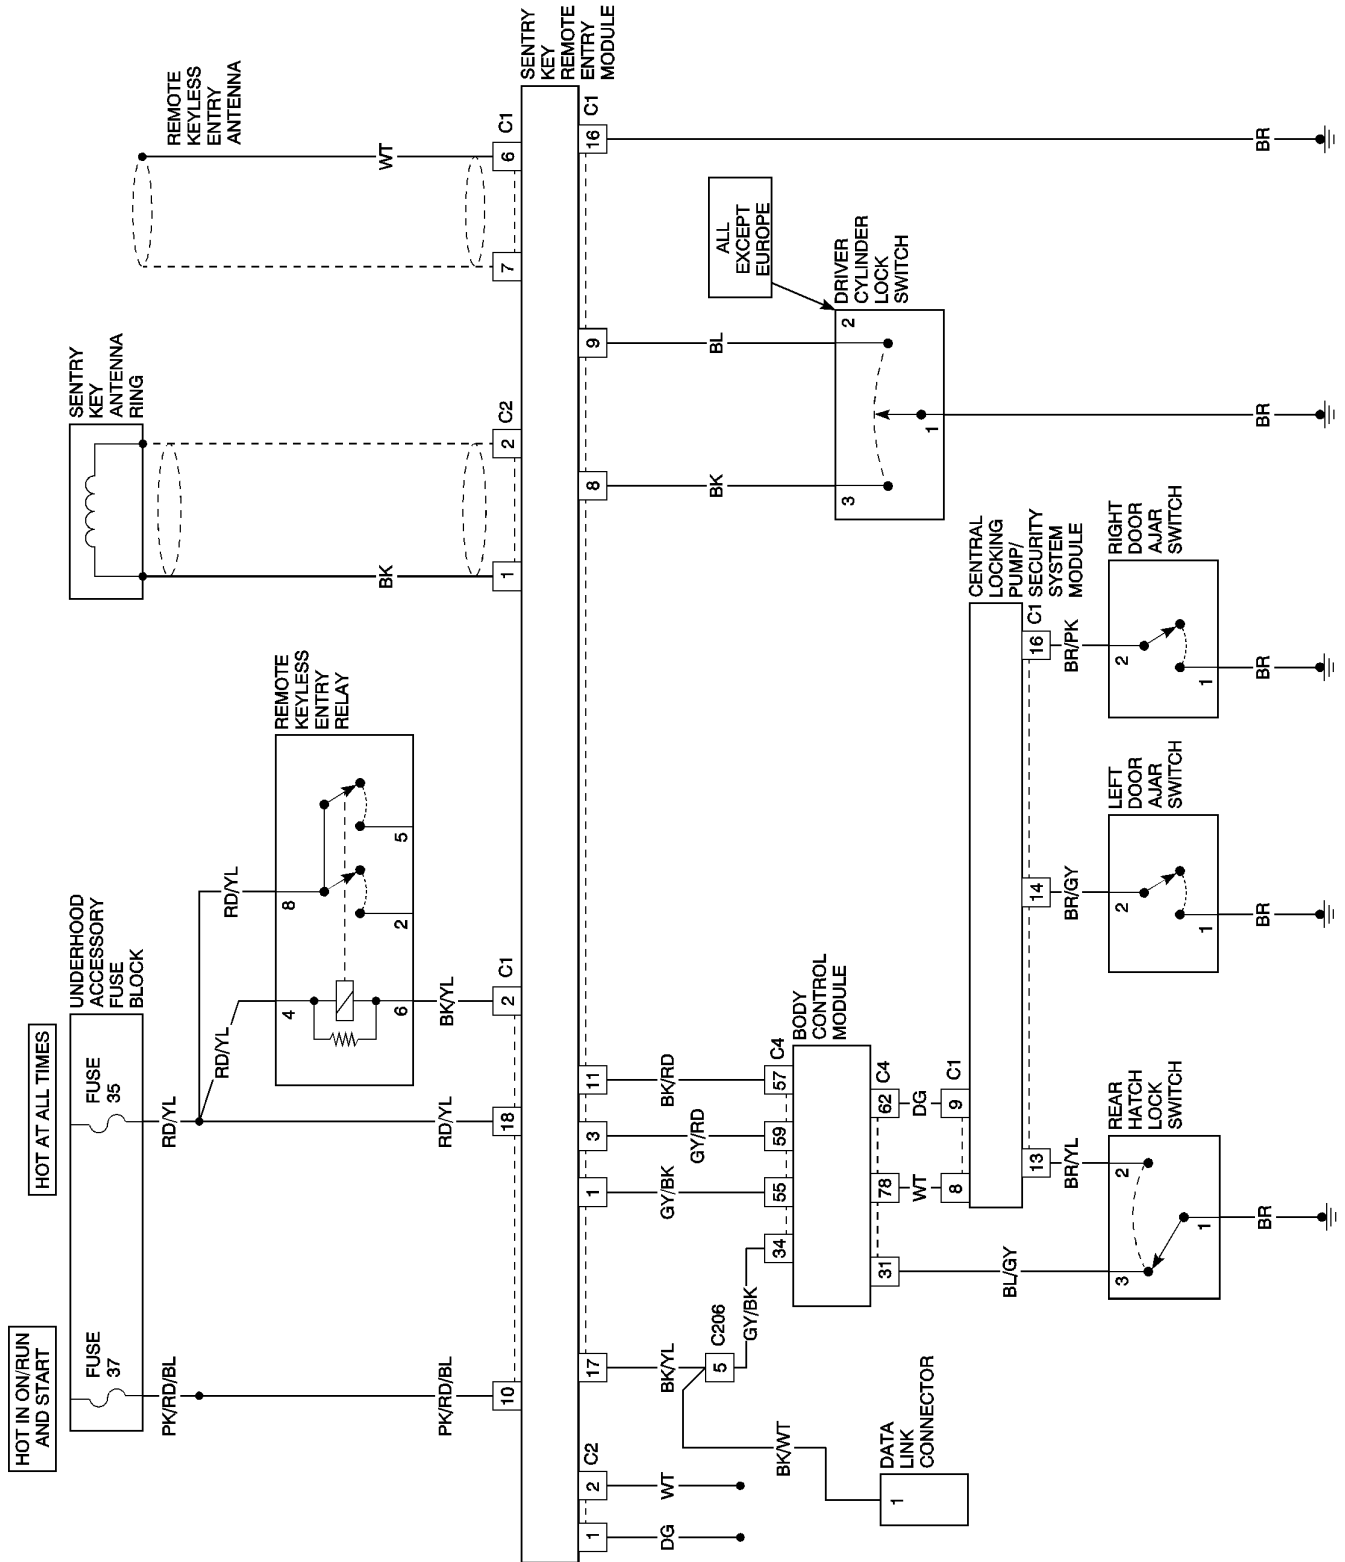 HOT IN ON/RUN
AND START
HOT AT ALL TIMES
UNDERHOOD
ACCESSORY
FUSE
BLOCK
FUSE
37
FUSE
35
PK/RD/BL
PK/RD/BL
RD/YL
RD/YL
RD/YL
RD/YL
REMOTE
KEYLESS
ENTRY
RELAY
4
8
6
2
5
BK/YL
SENTRY
KEY
ANTENNA
RING
BK
REMOTE
KEYLESS
ENTRY
ANTENNA
WT
10
18
2
C1
1
2
C2
7
6
C1
SENTRY
KEY
REMOTE
ENTRY
MODULE
1
2
C2
17
1
3
11
8
9
16
C1
DG
WT
BK/YL
GY/BK
GY/RD
BK/RD
BK
BL
BR
5
C206
GY/BK
BK/WT
DATA
LINK
CONNECTOR
1
34
55
59
57
C4
BODY
CONTROL
MODULE
31
78
62
C4
BL/GY
WT
DG
8
9
C1
CENTRAL
LOCKING
PUMP/
SECURITY
SYSTEM
MODULE
13
14
16
C1
BR/YL
BR/GY
BR/PK
ALL
EXCEPT
EUROPE
DRIVER
CYLINDER
LOCK
SWITCH
3
2
1
BR
REAR
HATCH
LOCK
SWITCH
3
2
1
BR
LEFT
DOOR
AJAR
SWITCH
2
1
BR
RIGHT
DOOR
AJAR
SWITCH
2
1
BR